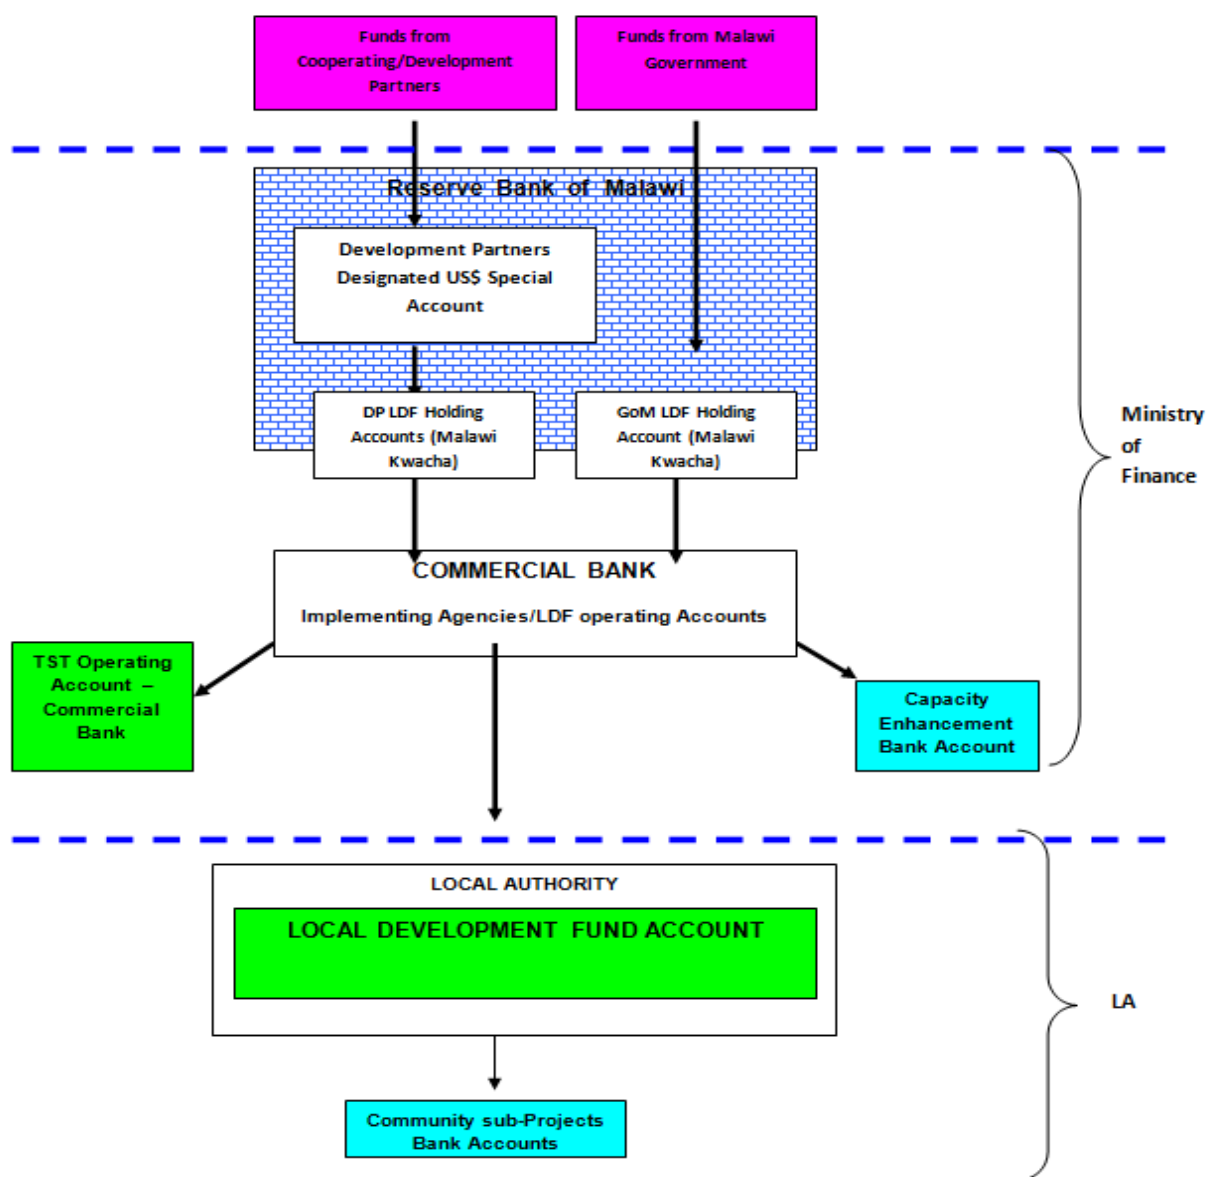 Funds from
Cooperating/Development
Partners
Funds from Malawi
Government
Reserve Bank of Malawi
Development Partners
Designated US$ Special
Account
DP LDF Holding
Accounts (Malawi
Kwacha)
GoM LDF Holding
Account (Malawi
Kwacha)
Ministry
of
Finance
COMMERCIAL BANK
Implementing Agencies/LDF operating Accounts
TST Operating
Account –
Commercial
Bank
Capacity
Enhancement
Bank Account
LOCAL AUTHORITY
LOCAL DEVELOPMENT FUND ACCOUNT
LA
Community sub-Projects
Bank Accounts